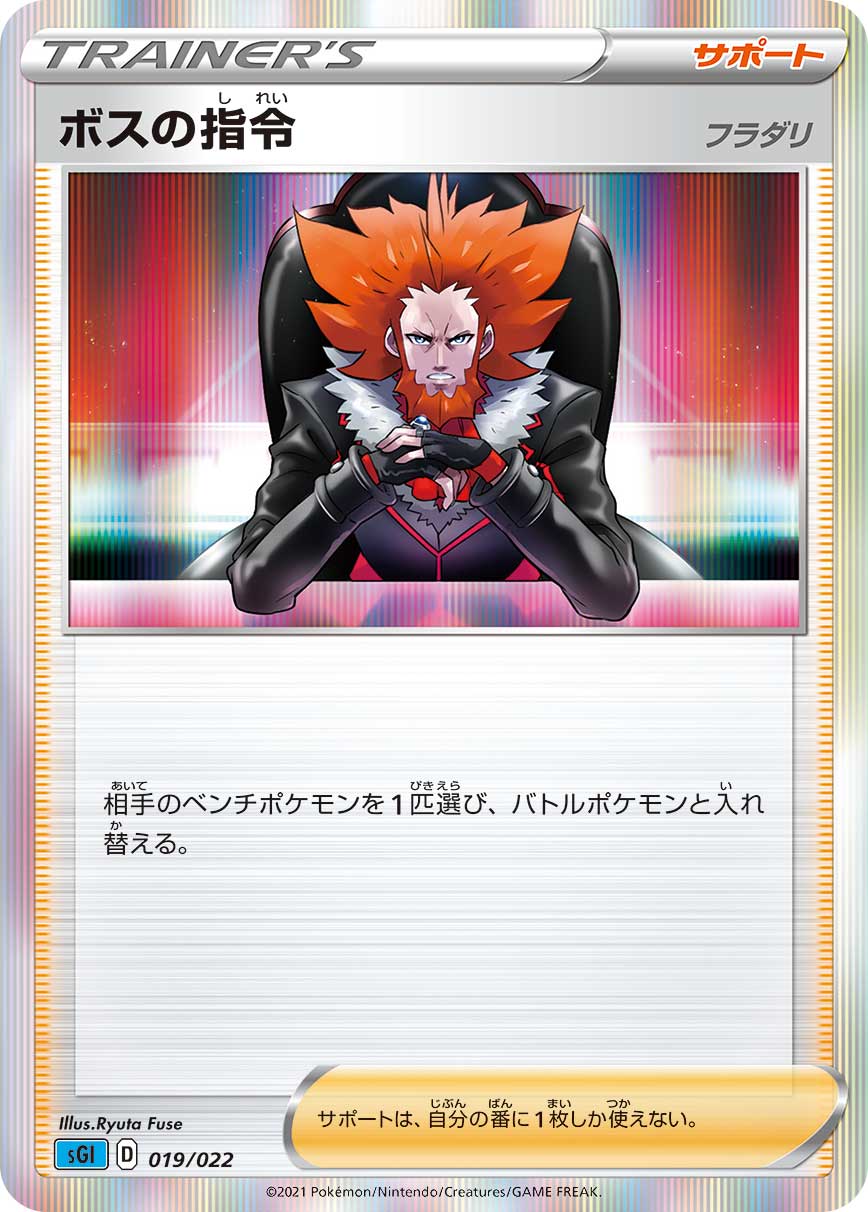 TRAINER'S サポート
しれい
ボスの指令 フラダリ
あいて びきえら い
相手のベンチポケモンを1匹選び、バトルポケモンと入れ
か
替える。
じぶん ばん まい つか
サポートは、自分の番に1枚しか使えない。
Illus.Ryuta Fuse
sGI D 019/022
©2021 Pokémon/Nintendo/Creatures/GAME FREAK.